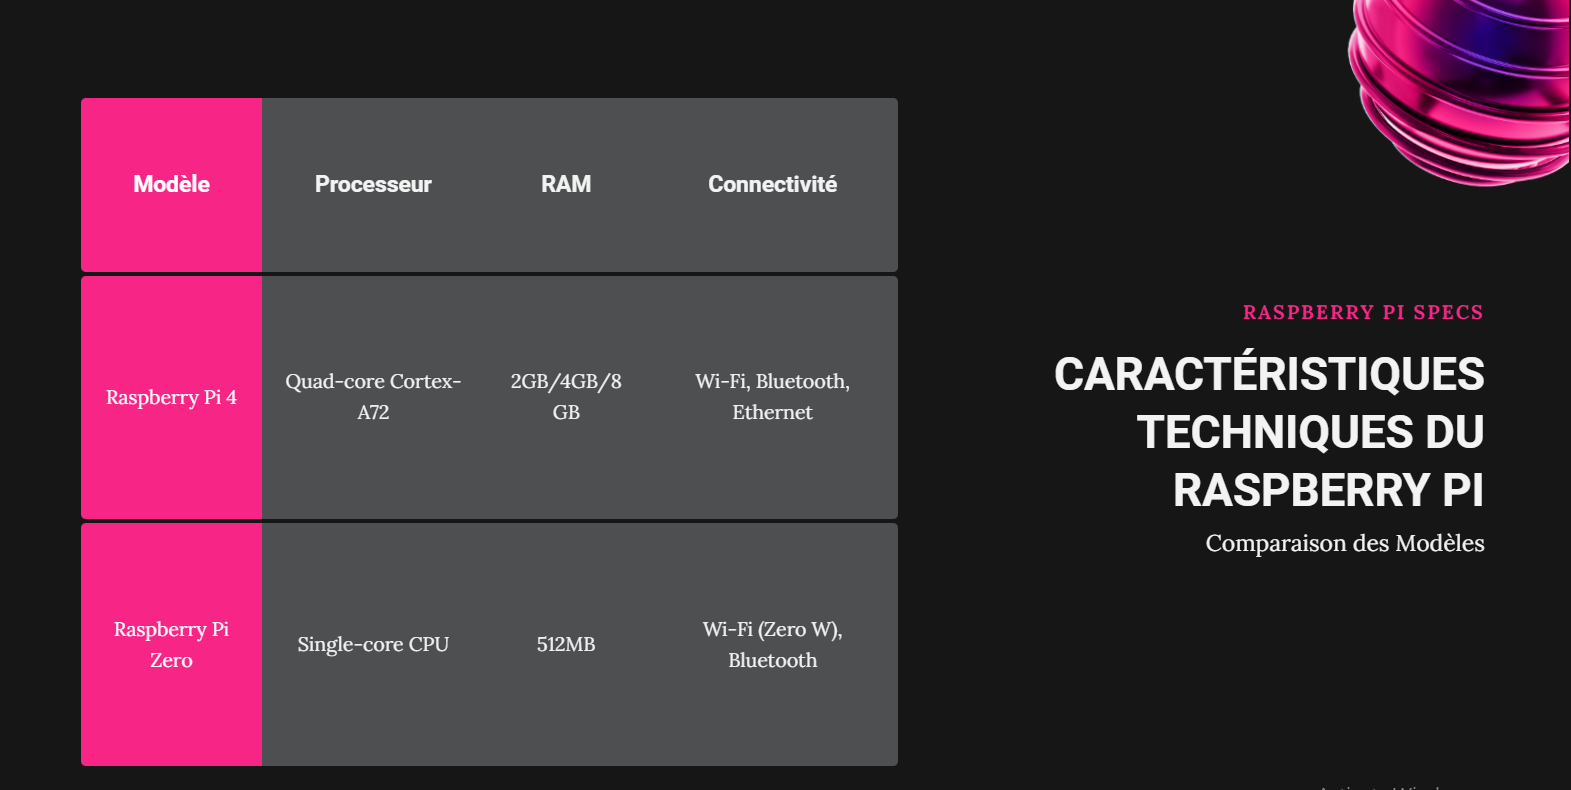 Modèle Processeur RAM Connectivité
Raspberry Pi 4
Quad-core Cortex-
A72
2GB/4GB/8
GB
Wi-Fi, Bluetooth,
Ethernet
Raspberry Pi
Zero
Single-core CPU
512MB
Wi-Fi (Zero W),
Bluetooth
RASPBERRY PI SPECS
CARACTÉRISTIQUES
TECHNIQUES DU
RASPBERRY PI
Comparaison des Modèles